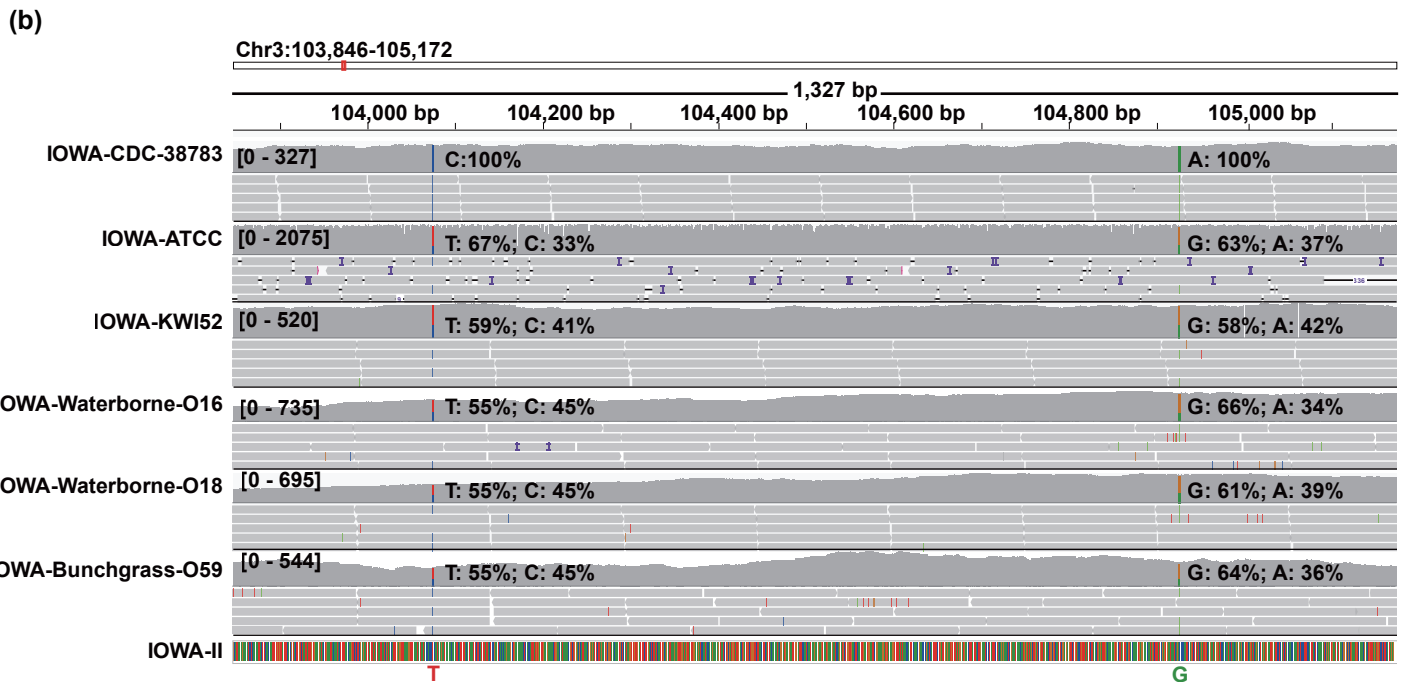 (b)
Chr3:103,846-105,172
1,327 bp
104,000 bp 104,200 bp 104,400 bp 104,600 bp 104,800 bp 105,000 bp
IOWA-CDC-38783 [0 - 327] C:100% A: 100%
IOWA-ATCC [0 - 2075] T: 67%; C: 33% G: 63%; A: 37%
IOWA-KWI52 [0 - 520] T: 59%; C: 41% G: 58%; A: 42%
OWA-Waterborne-O16 [0 - 735] T: 55%; C: 45% G: 66%; A: 34%
OWA-Waterborne-O18 [0 - 695] T: 55%; C: 45% G: 61%; A: 39%
OWA-Bunchgrass-O59 [0 - 544] T: 55%; C: 45% G: 64%; A: 36%
IOWA-II
T G